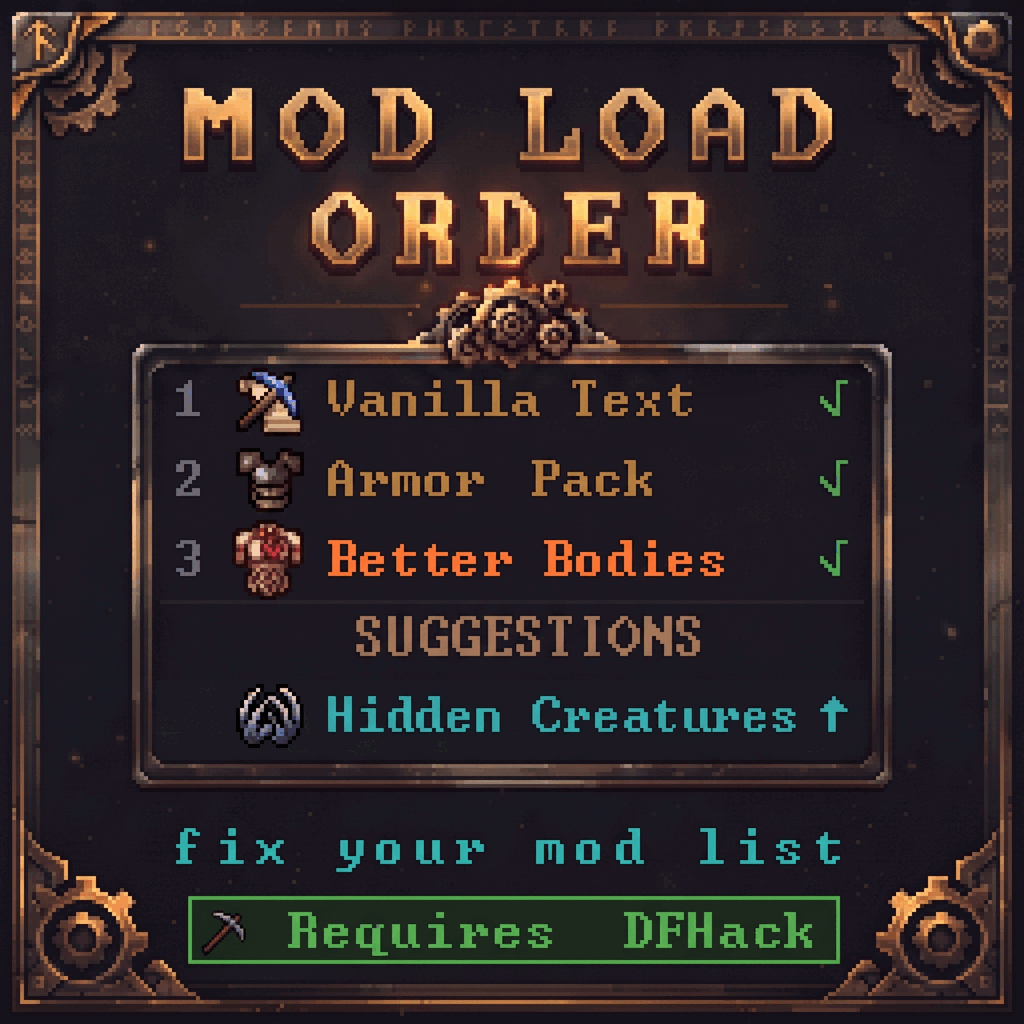 MOD LOAD
ORDER
1 Vanilla Text √
2 Armor Pack √
3 Better Bodies √
SUGGESTIONS
Hidden Creatures ↑
fix your mod list
Requires DFHack